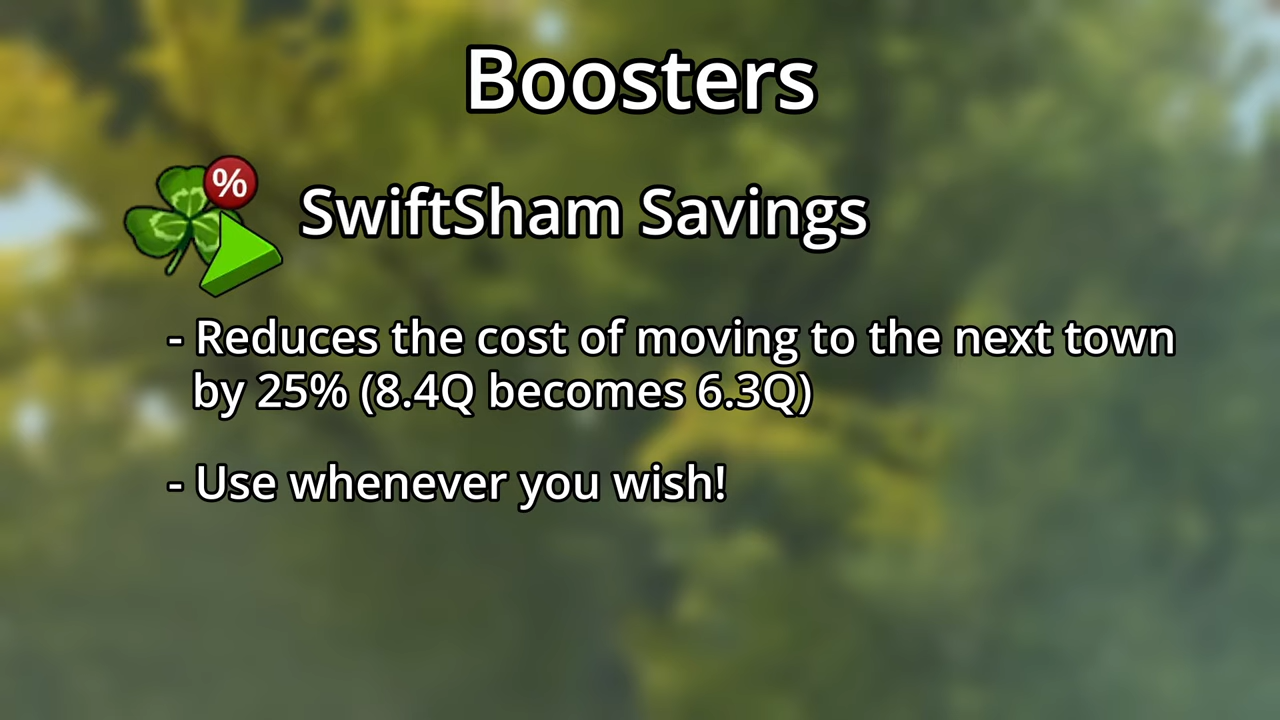 Boosters
%
SwiftSham Savings
- Reduces the cost of moving to the next town
by 25% (8.4Q becomes 6.3Q)
- Use whenever you wish!